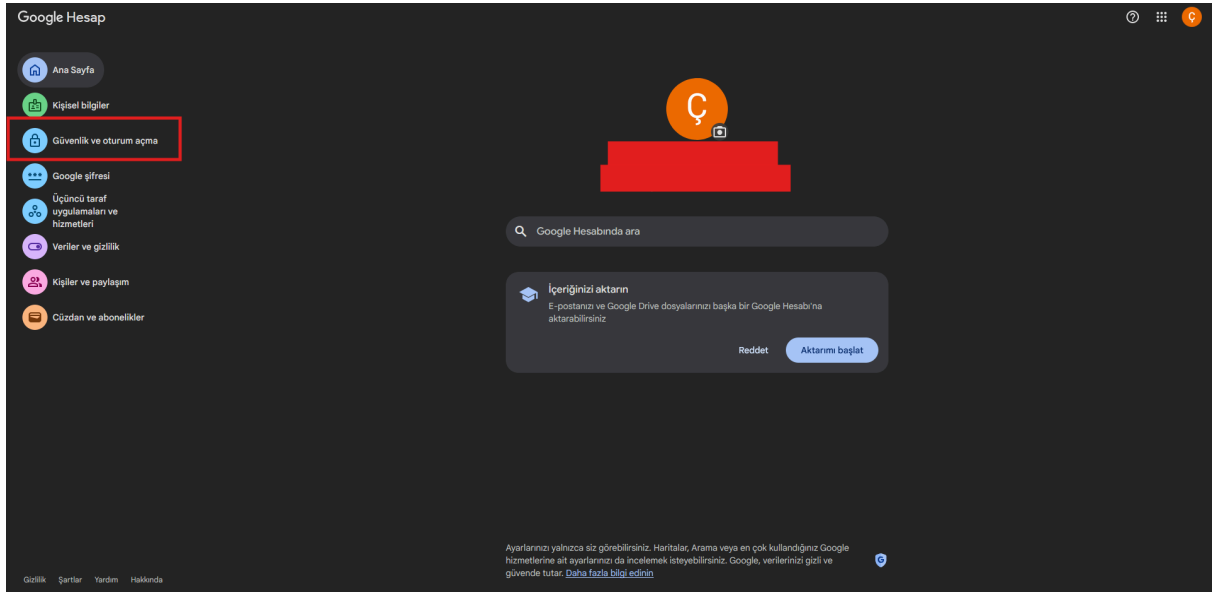 Google Hesap
Ç
Ana Sayfa
Kişisel bilgiler
Güvenlik ve oturum açma
Google şifresi
Üçüncü taraf
uygulamaları ve
hizmetleri
Veriler ve gizlilik
Kişiler ve paylaşım
Cüzdan ve abonelikler
Ç
Google Hesabında ara
İçeriğinizi aktarın
E-postanızı ve Google Drive dosyalarınızı başka bir Google Hesabı'na
aktarabilirsiniz
Reddet
Aktarımı başlat
Ayarlarınızı yalnızca siz görebilirsiniz. Haritalar, Arama veya en çok kullandığınız Google
hizmetlerine ait ayarlarınızı da incelemek isteyebilirsiniz. Google, verilerinizi gizli ve
güvende tutar. Daha fazla bilgi edinin
G
Gizlilik Şartlar Yardım Hakkında